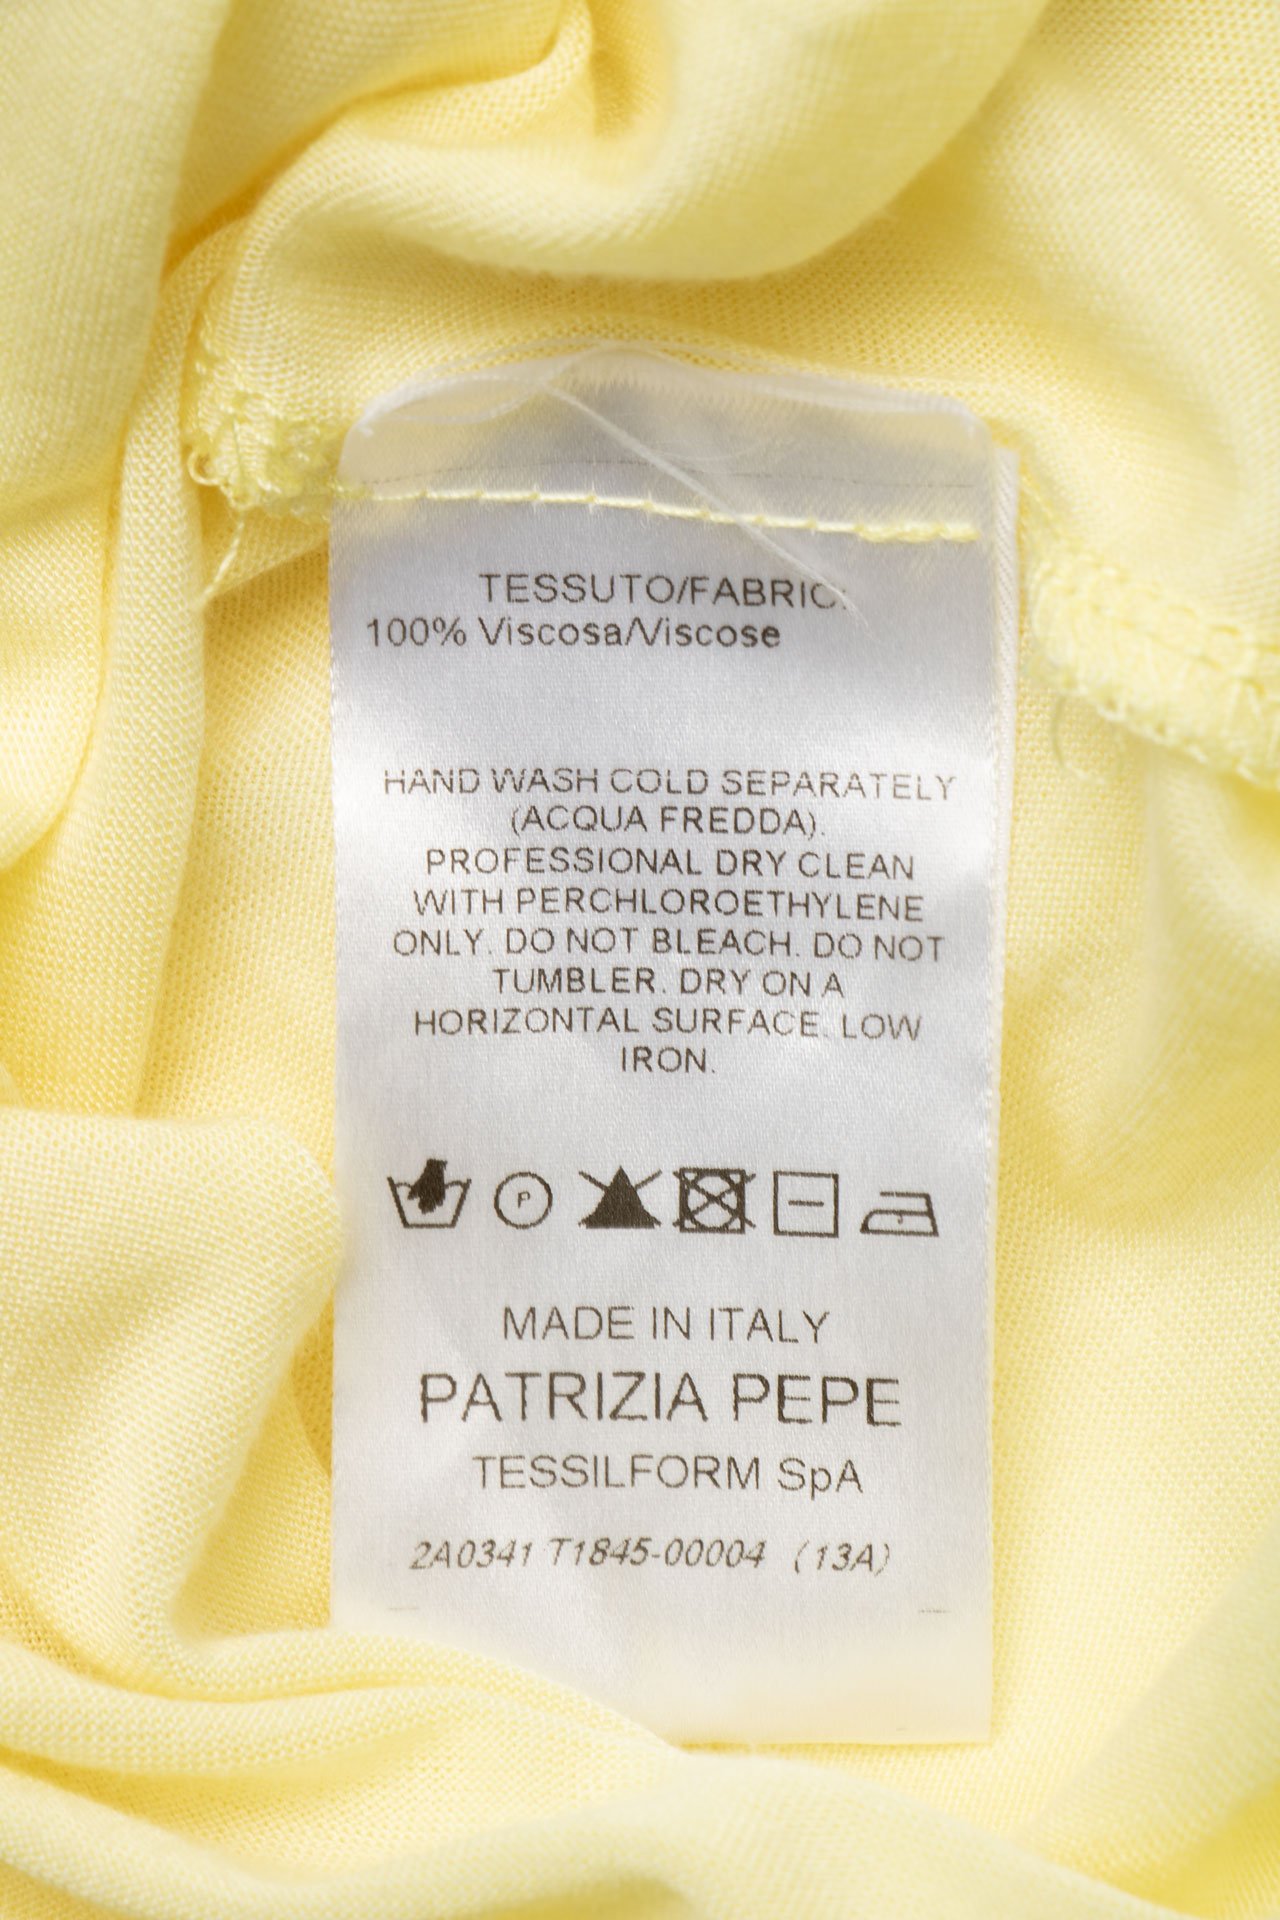 TESSUTO/FABRIC:
100% Viscosa/Viscose
HAND WASH COLD SEPARATELY
(ACQUA FREDDA).
PROFESSIONAL DRY CLEAN
WITH PERCHLOROETHYLENE
ONLY. DO NOT BLEACH. DO NOT
TUMBLER. DRY ON A
HORIZONTAL SURFACE. LOW
IRON.
P
MADE IN ITALY
PATRIZIA PEPE
TESSILFORM SpA
2A0341 T1845-00004 (13A)